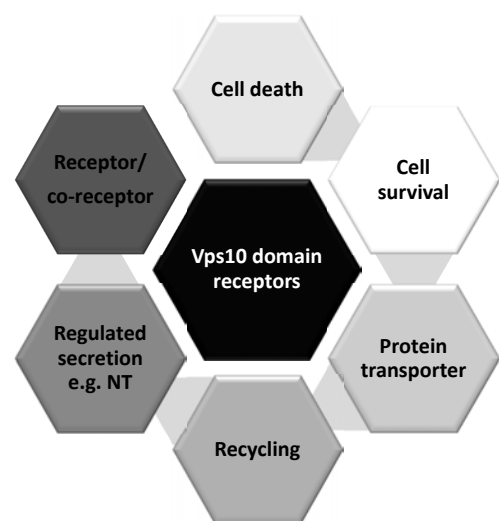 Cell death
Cell
survival
Protein
transporter
Recycling
Regulated
secretion
e.g. NT
Receptor/
co-receptor
Vps10 domain
receptors